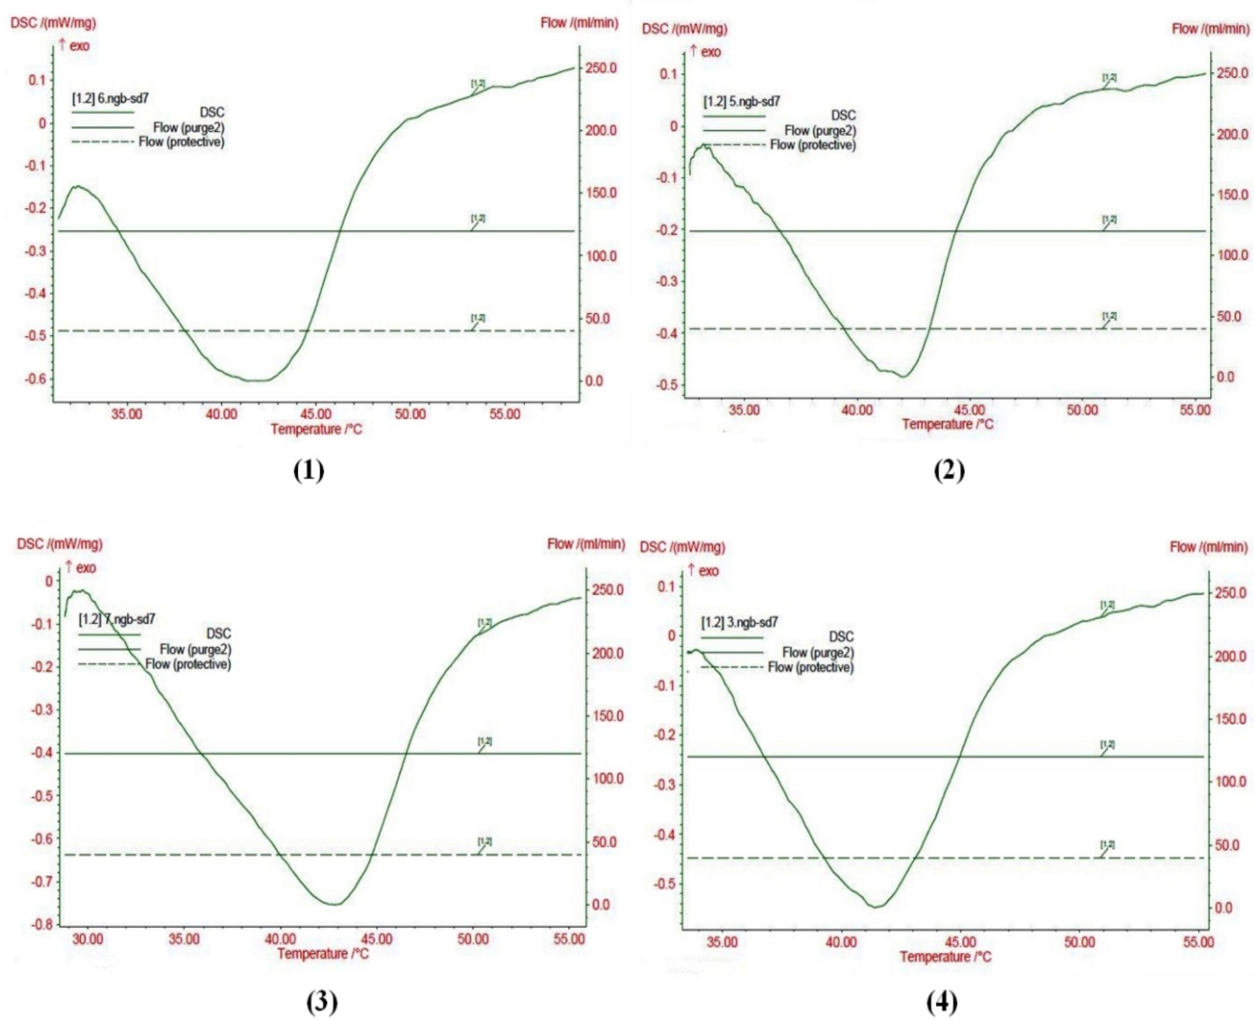 DSC /(mW/mg) Flow /(ml/min)
↑ exo
[1.2] 6.ngb-sd7
DSC
Flow (purge2)
Flow (protective)
0.1
0
-0.1
-0.2
-0.3
-0.4
-0.5
-0.6
[1.2]
[1.2]
[1.2]
250.0
200.0
150.0
100.0
50.0
0.0
35.00 40.00 45.00 50.00 55.00
Temperature /°C
(1)
DSC /(mW/mg) Flow /(ml/min)
↑ exo
[1.2] 5.ngb-sd7
DSC
Flow (purge2)
Flow (protective)
0.1
0
-0.1
-0.2
-0.3
-0.4
-0.5
[1.2]
[1.2]
[1.2]
250.0
200.0
150.0
100.0
50.0
0.0
35.00 40.00 45.00 50.00 55.00
Temperature /°C
(2)
DSC /(mW/mg) Flow /(ml/min)
↑ exo
[1.2] 7.ngb-sd7
DSC
Flow (purge2)
Flow (protective)
0
-0.1
-0.2
-0.3
-0.4
-0.5
-0.6
-0.7
-0.8
[1.2]
[1.2]
[1.2]
250.0
200.0
150.0
100.0
50.0
0.0
30.00 35.00 40.00 45.00 50.00 55.00
Temperature /°C
(3)
DSC /(mW/mg) Flow /(ml/min)
↑ exo
[1.2] 3.ngb-sd7
DSC
Flow (purge2)
Flow (protective)
0.1
0
-0.1
-0.2
-0.3
-0.4
-0.5
[1.2]
[1.2]
[1.2]
250.0
200.0
150.0
100.0
50.0
0.0
35.00 40.00 45.00 50.00 55.00
Temperature /°C
(4)